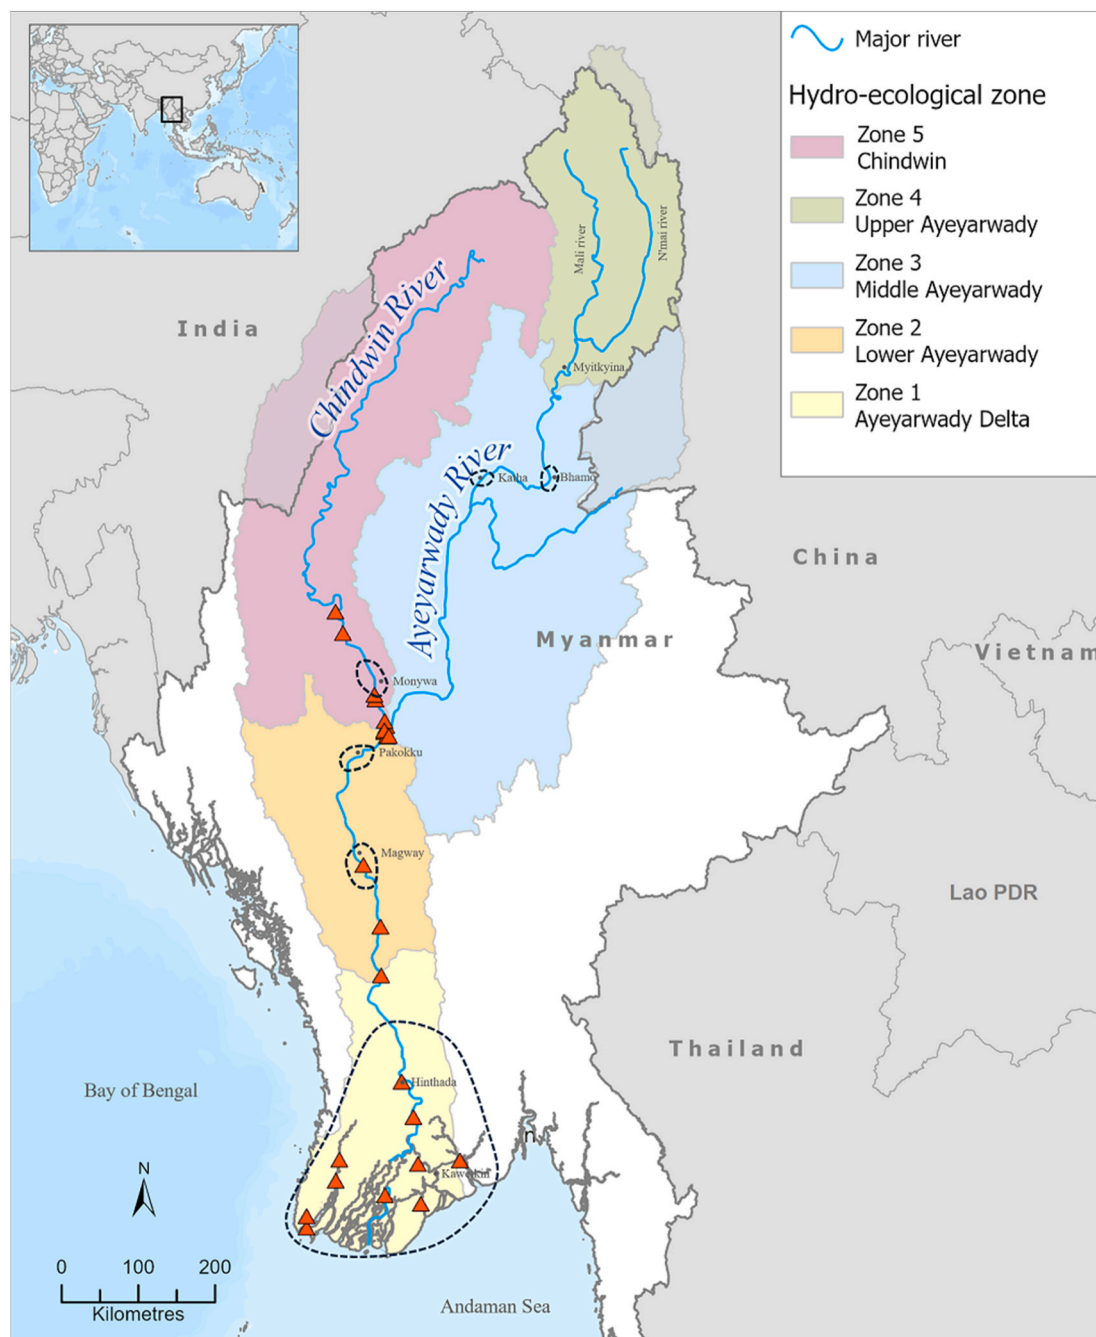 Major river
Hydro-ecological zone
Zone 5
Chindwin
Zone 4
Upper Ayeyarwady
Zone 3
Middle Ayeyarwady
Zone 2
Lower Ayeyarwady
Zone 1
Ayeyarwady Delta
Mali river
N'mai river
Chindwin River
India
Myitkyina
Ayeyarwady River
Katha
Bhamo
China
Myanmar
Vietnam
Monywa
Pakokku
Magway
Lao PDR
Thailand
Bay of Bengal
Hinthada
n
N
0 100 200
Kilometres
Andaman Sea